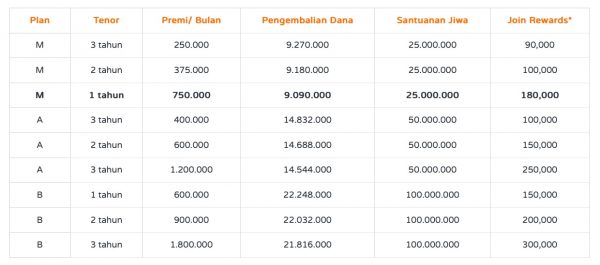 Plan Tenor Premi/ Bulan Pengembalian Dana Santuanan Jiwa Join Rewards*
M 3 tahun 250.000 9.270.000 25.000.000 90,000
M 2 tahun 375.000 9.180.000 25.000.000 100,000
M 1 tahun 750.000 9.090.000 25.000.000 180,000
A 3 tahun 400.000 14.832.000 50.000.000 100,000
A 2 tahun 600.000 14.688.000 50.000.000 150,000
A 3 tahun 1.200.000 14.544.000 50.000.000 250,000
B 1 tahun 600.000 22.248.000 100.000.000 150,000
B 2 tahun 900.000 22.032.000 100.000.000 200,000
B 3 tahun 1.800.000 21.816.000 100.000.000 300,000